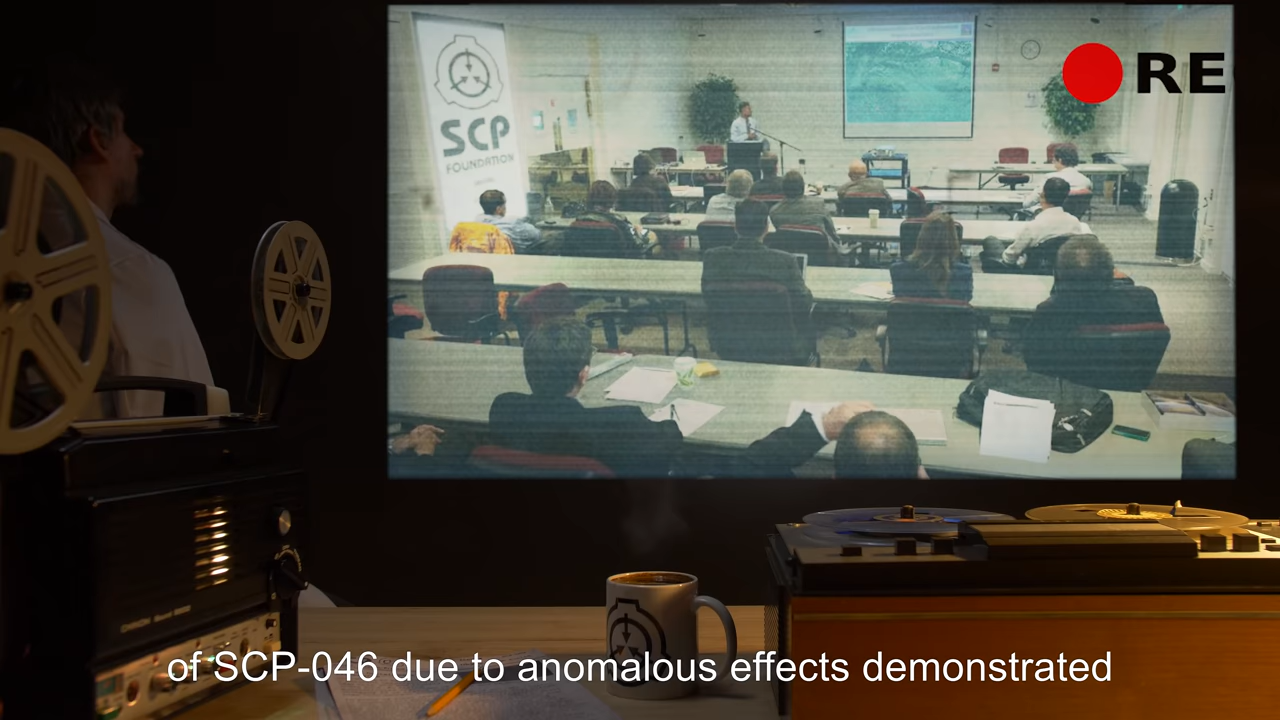 SCP
FOUNDATION
RE
of SCP-046 due to anomalous effects demonstrated